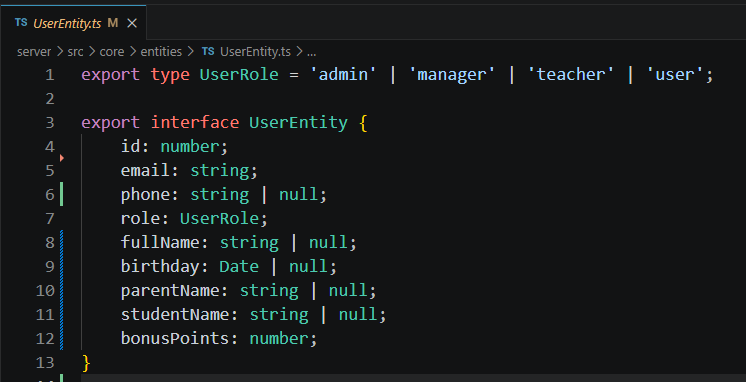 TS UserEntity.ts M ×
server > src > core > entities > TS UserEntity.ts > ...
1 export type UserRole = 'admin' | 'manager' | 'teacher' | 'user';
2
3 export interface UserEntity {
4     id: number;
5     email: string;
6     phone: string | null;
7     role: UserRole;
8     fullName: string | null;
9     birthday: Date | null;
10     parentName: string | null;
11     studentName: string | null;
12     bonusPoints: number;
13 }